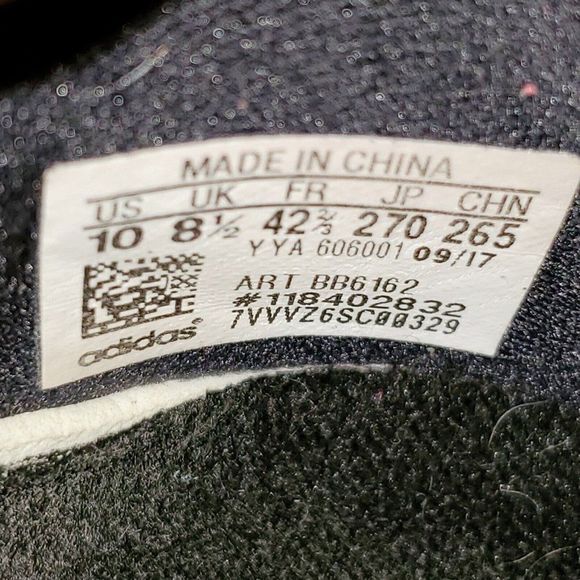 MADE IN CHINA
US UK FR JP CHN
10 8½ 42⅔ 270 265
YYA 606001 09/17
ART BB6162
#118402832
7VVVZ6SC00329
adidas